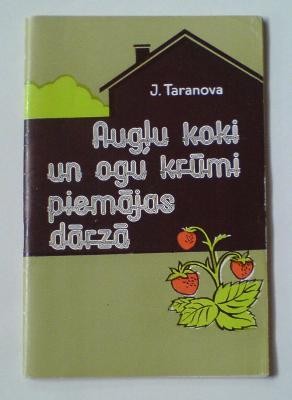 J. Taranova
Augļu koki
un ogu krūmi
piemājas
dārzā